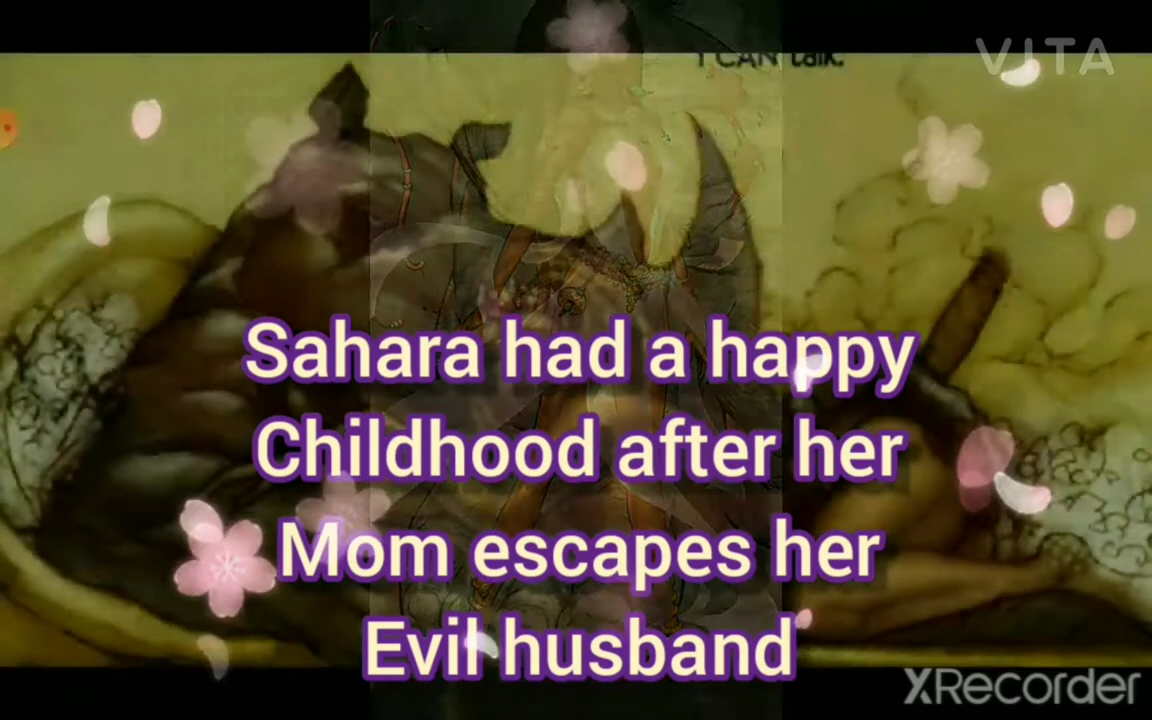 I CAN talk.
VITA
Sahara had a happy
Childhood after her
Mom escapes her
Evil husband
XRecorder